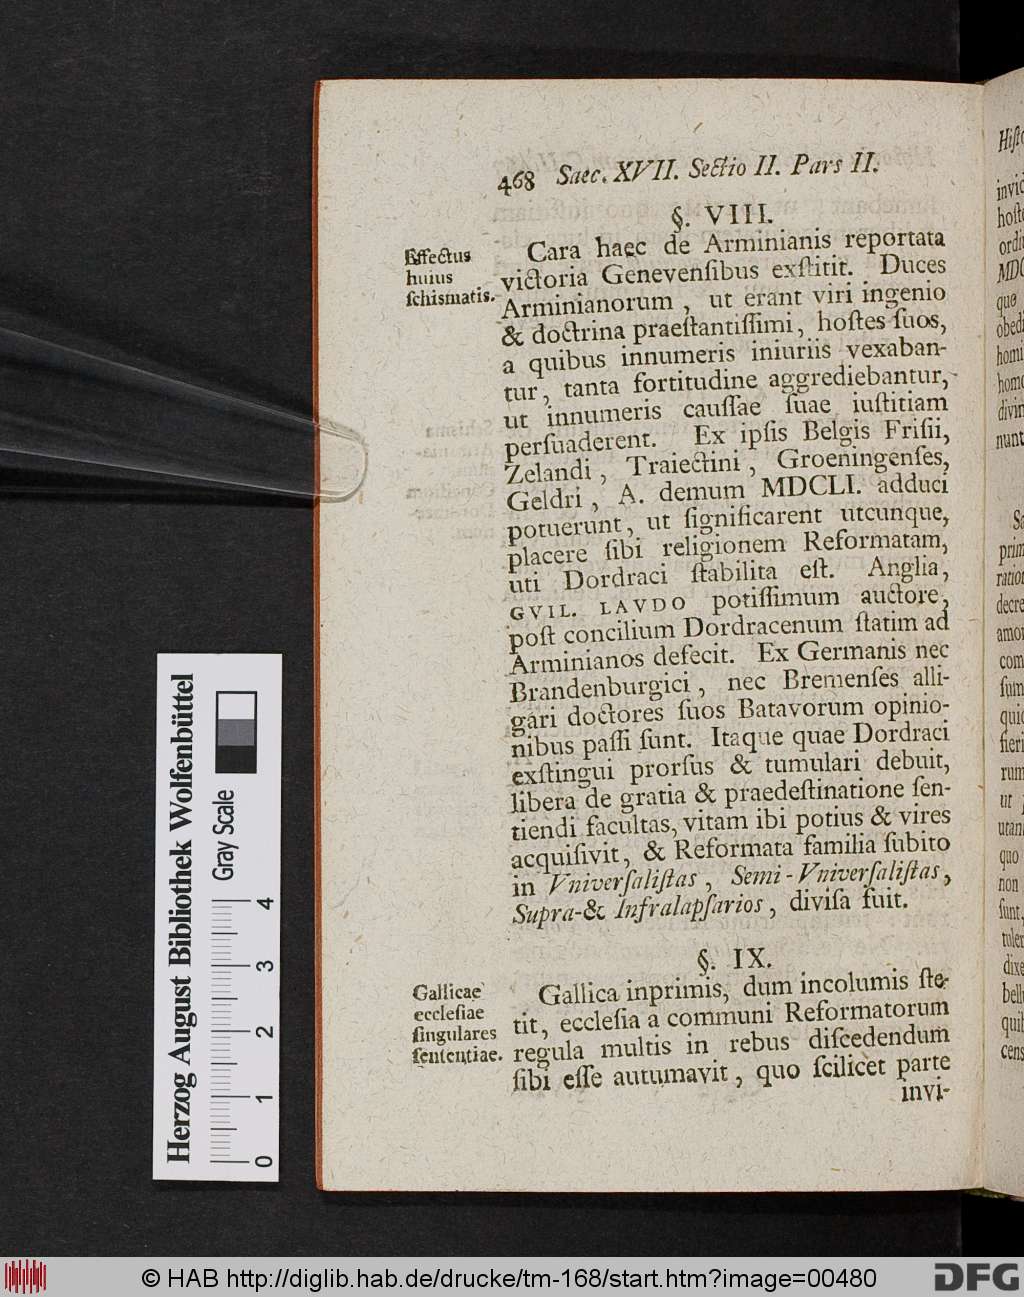 468 Saec. XVII. Sectio II. Pars II.
§. VIII.
Effectus
huius
ſchismatis.
Cara haec de Arminianis reportata
victoria Genevenſibus exſtitit. Duces
Arminianorum, ut erant viri ingenio
& doctrina praeſtantiſſimi, hoſtes ſuos,
a quibus innumeris iniuriis vexaban-
tur, tanta fortitudine aggrediebantur,
ut innumeris cauſſae ſuae iuſtitiam
perſuaderent. Ex ipſis Belgis Friſii,
Zelandi, Traiectini, Groeningenſes,
Geldri, A. demum MDCLI. adduci
potuerunt, ut ſignificarent utcunque,
placere ſibi religionem Reformatam,
uti Dordraci ſtabilita eſt. Anglia,
GVIL. LAVDO potiſſimum auctore,
poſt concilium Dordracenum ſtatim ad
Arminianos defecit. Ex Germanis nec
Brandenburgici, nec Bremenſes alli-
gari doctores ſuos Batavorum opinio-
nibus paſſi ſunt. Itaque quae Dordraci
exſtingui prorſus & tumulari debuit,
libera de gratia & praedeſtinatione ſen-
tiendi facultas, vitam ibi potius & vires
acquiſivit, & Reformata familia ſubito
in Vniverſaliſtas, Semi-Vniverſaliſtas,
Supra-& Infralapſarios, diviſa fuit.
§. IX.
Gallicae
eccleſiae
ſingulares
ſententiae.
Gallica inprimis, dum incolumis ſte-
tit, eccleſia a communi Reformatorum
regula multis in rebus diſcedendum
ſibi eſſe autumavit, quo ſcilicet parte
invi-
Herzog August Bibliothek Wolfenbüttel
Gray Scale
0 1 2 3 4
© HAB http://diglib.hab.de/drucke/tm-168/start.htm?image=00480
DFG